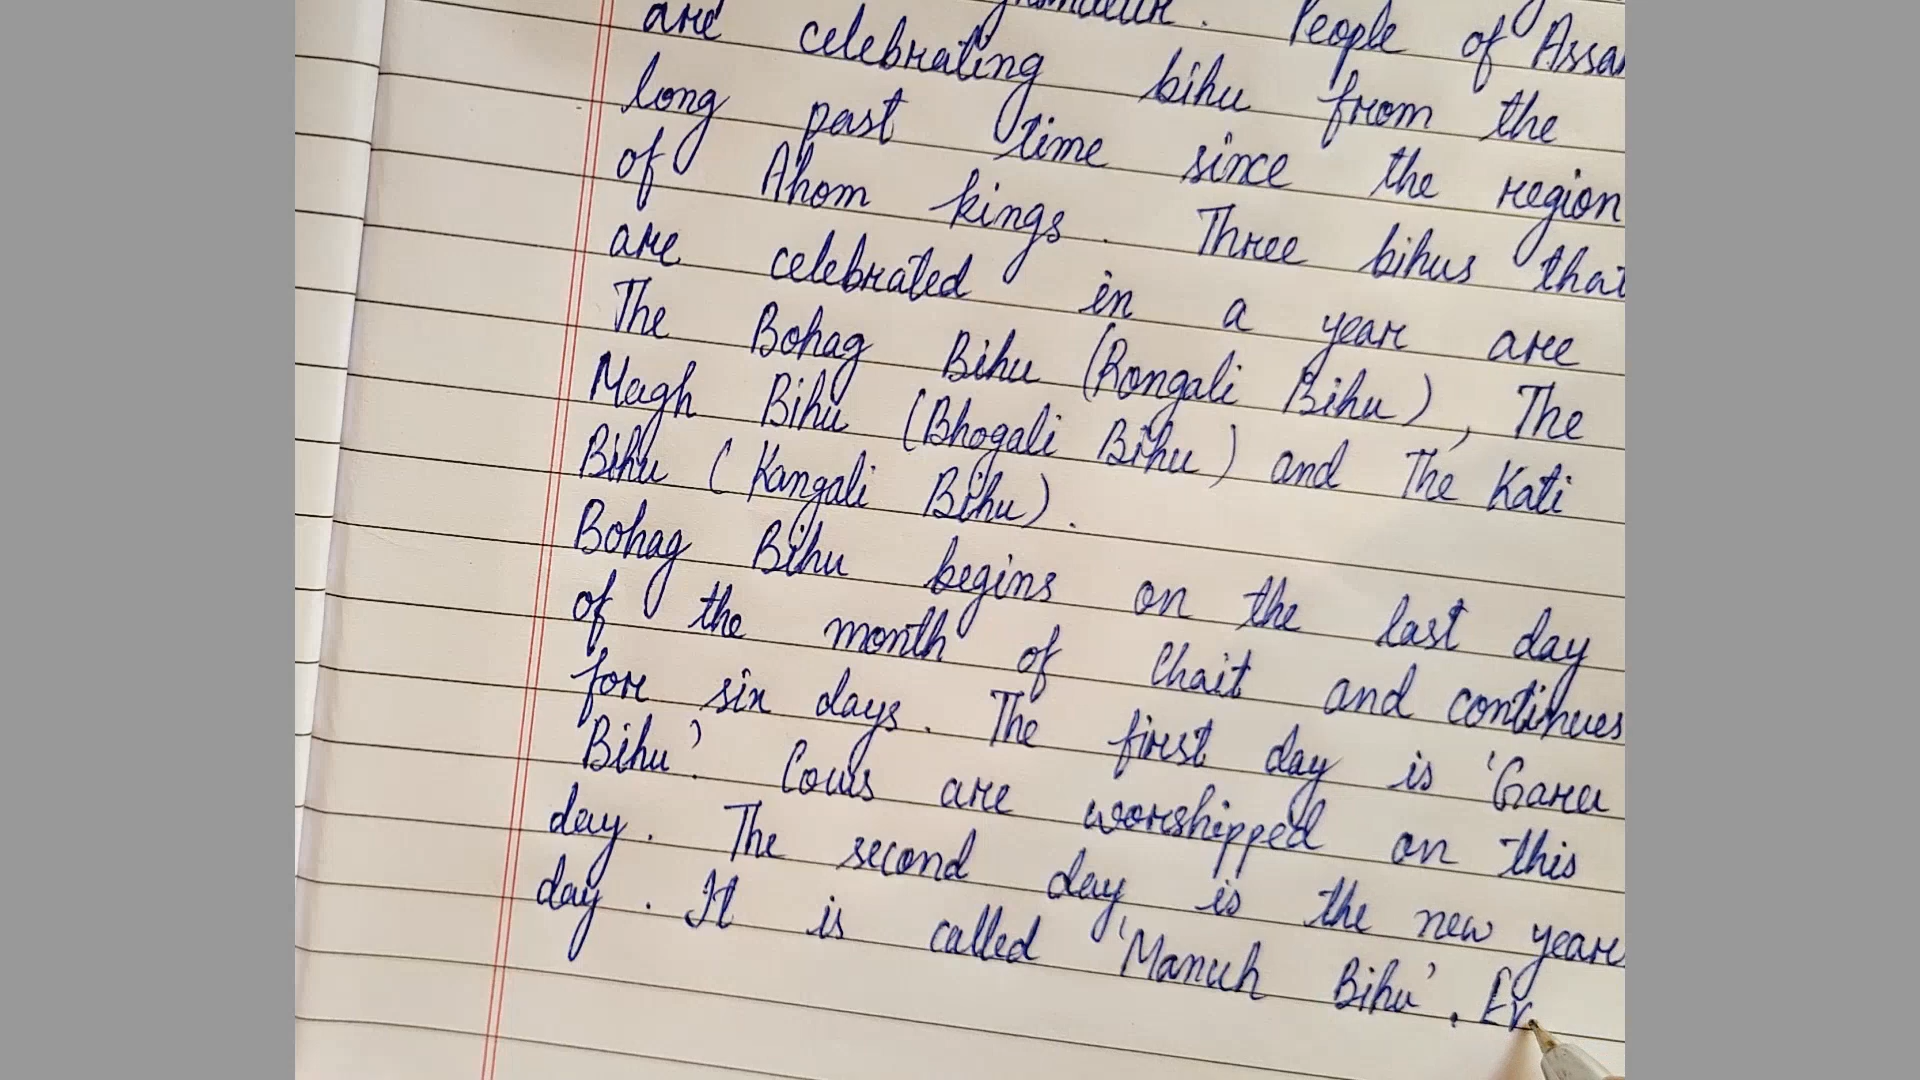 People of Assam
are celebrating bihu from the
long past time since the region
of Ahom kings. Three bihus that
are celebrated in a year are
The Bohag Bihu (Rongali Bihu), The
Magh Bihu (Bhogali Bihu) and The Kati
Bihu (Kangali Bihu).
Bohag Bihu begins on the last day
of the month of Chait and continues
for six days. The first day is 'Garu
Bihu'. Cows are worshipped on this
day. The second day is the new year
day. It is called 'Manuh Bihu'. Ev